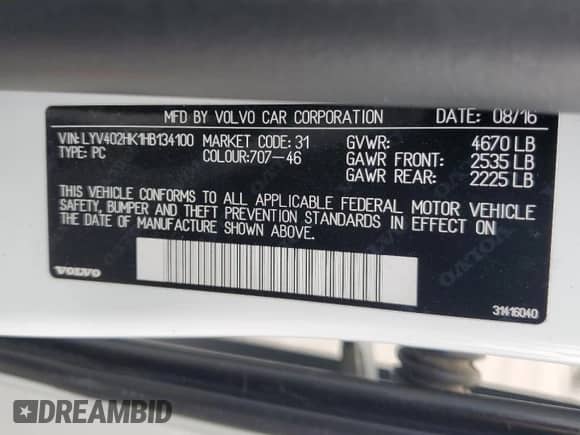 MFD BY VOLVO CAR CORPORATION DATE: 08/16
VIN:LYV402HK1HB134100 MARKET CODE: 31 GVWR: 4670 LB
TYPE: PC COLOUR:707-46 GAWR FRONT: 2535 LB
GAWR REAR: 2225 LB
THIS VEHICLE CONFORMS TO ALL APPLICABLE FEDERAL MOTOR VEHICLE
SAFETY, BUMPER AND THEFT PREVENTION STANDARDS IN EFFECT ON
THE DATE OF MANUFACTURE SHOWN ABOVE.
VOLVO
31416040
DREAMBID